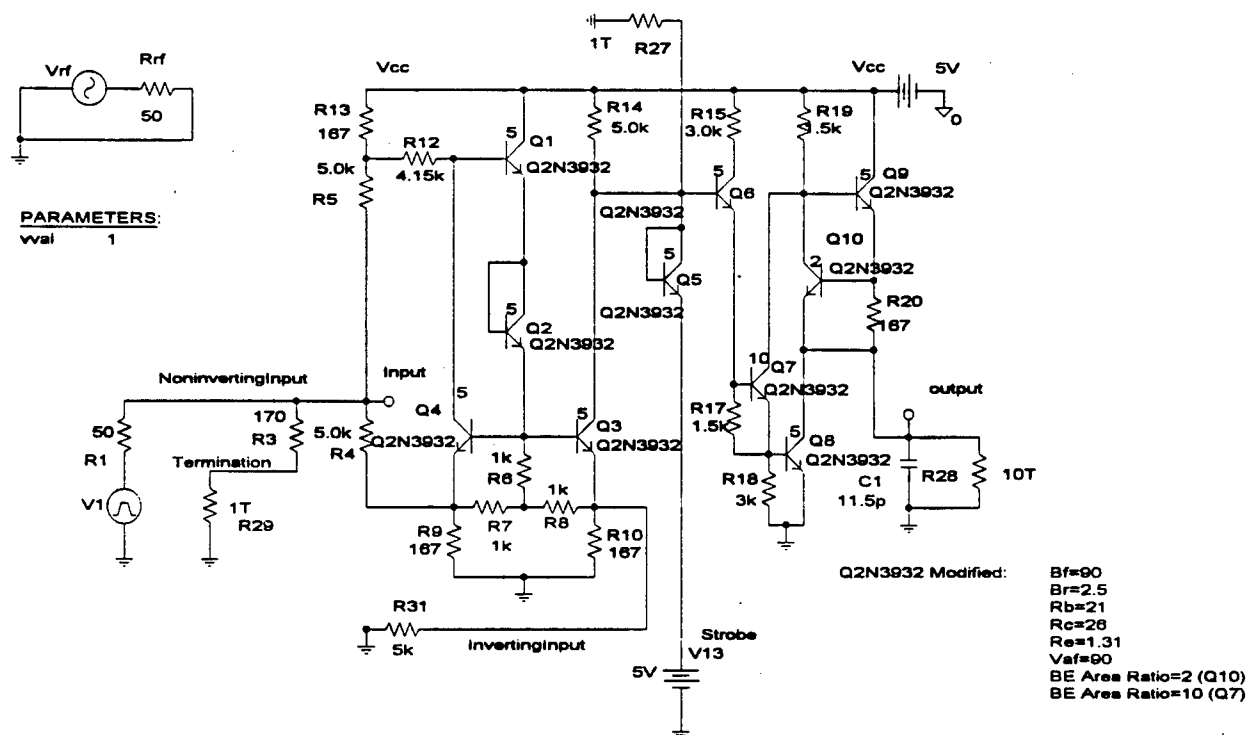 1T
R27
Vrf
Rrf
50
Vcc
Vcc
5V
0
R13
167
R12
4.15k
5.0k
R5
5
Q1
Q2N3932
R14
5.0k
R15
3.0k
R19
1.5k
5
Q6
Q2N3932
5
Q9
Q2N3932
PARAMETERS:
vval 1
5
Q2
Q2N3932
5
Q5
Q2N3932
Q10
2
Q2N3932
R20
167
NoninvertingInput
Input
50
R1
170
R3
Termination
1T
R29
V1
5.0k
R4
Q4
5
Q2N3932
5
Q3
Q2N3932
1k
R6
R7
1k
1k
R8
R9
167
R10
167
10
Q7
Q2N3932
R17
1.5k
5
Q8
Q2N3932
R18
3k
output
C1
11.5p
R28
10T
R31
5k
InvertingInput
Strobe
V13
5V
Q2N3932 Modified:
Bf=90
Br=2.5
Rb=21
Rc=26
Re=1.31
Vaf=90
BE Area Ratio=2 (Q10)
BE Area Ratio=10 (Q7)